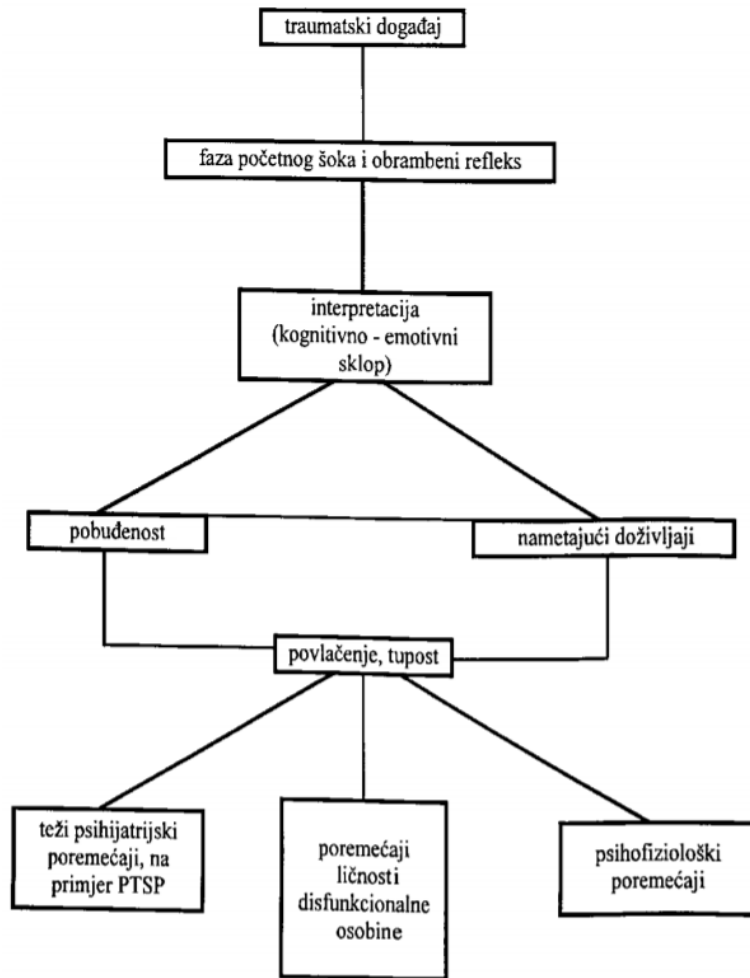 traumatski događaj
faza početnog šoka i obrambeni refleks
interpretacija
(kognitivno - emotivni
sklop)
pobuđenost
nametajući doživljaji
povlačenje, tupost
teži psihijatrijski
poremećaji, na
primjer PTSP
poremećaji
ličnosti
disfunkcionalne
osobine
psihofiziološki
poremećaji